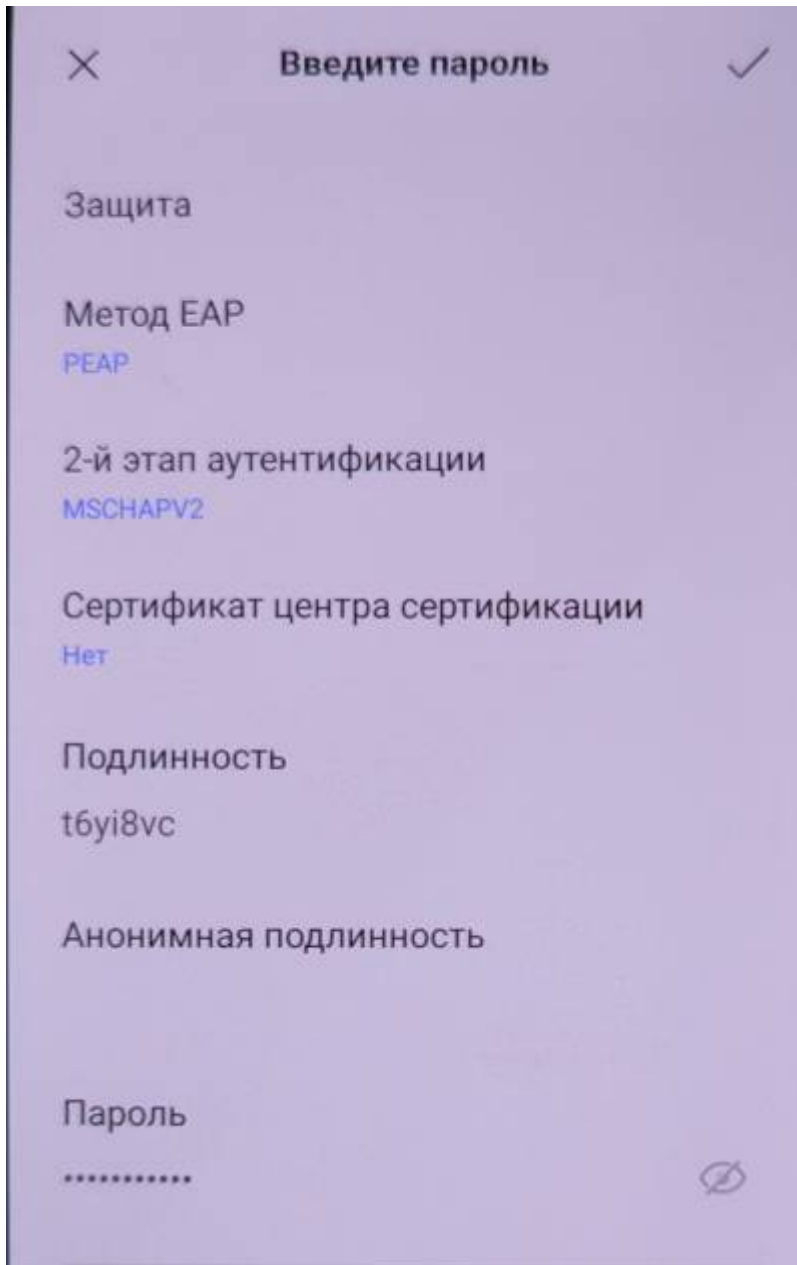 Введите пароль
Защита
Метод EAP
PEAP
2-й этап аутентификации
MSCHAPV2
Сертификат центра сертификации
Нет
Подлинность
t6yi8vc
Анонимная подлинность
Пароль
•••••••••••